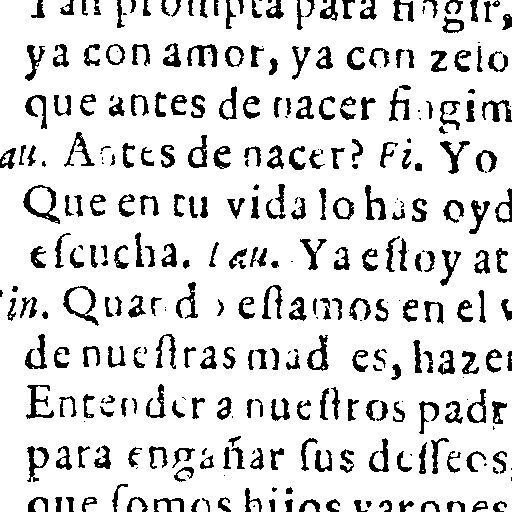 Tan prompta para fingir,
ya con amor, ya con zelo
que antes de nacer fingim
au. Antes de nacer? Fi. Yo
Que en tu vida lo has oyd
eſcucha. Lau. Ya eſtoy at
Fin. Quando eſtamos en el v
de nueſtras madres, hazen
Entender a nueſtros padr
para engañar ſus deſſeos,
que ſomos hijos varones